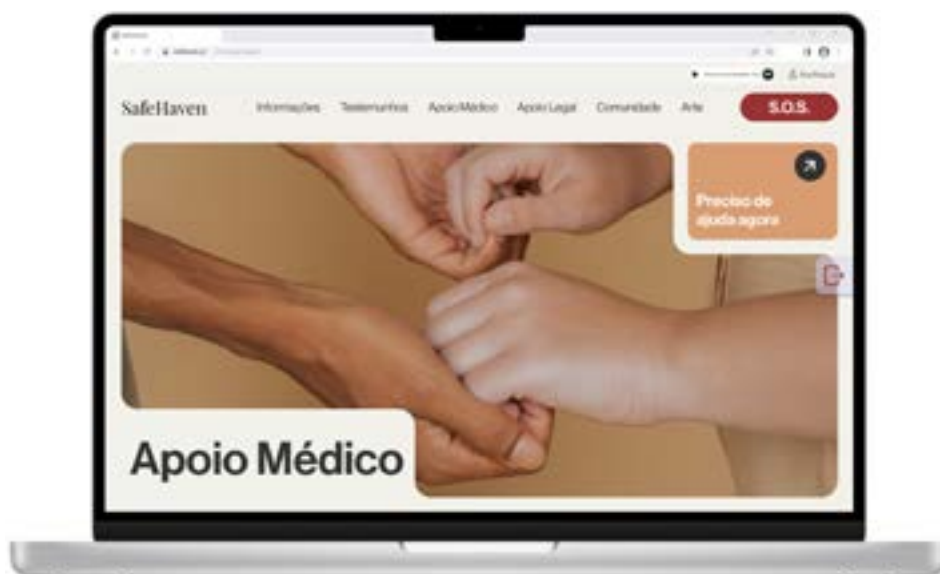 SafeHaven
Informações Testemunhos Apoio Médico Apoio Legal Comunidade Arte
S.O.S.
Preciso de
ajuda agora
Apoio Médico